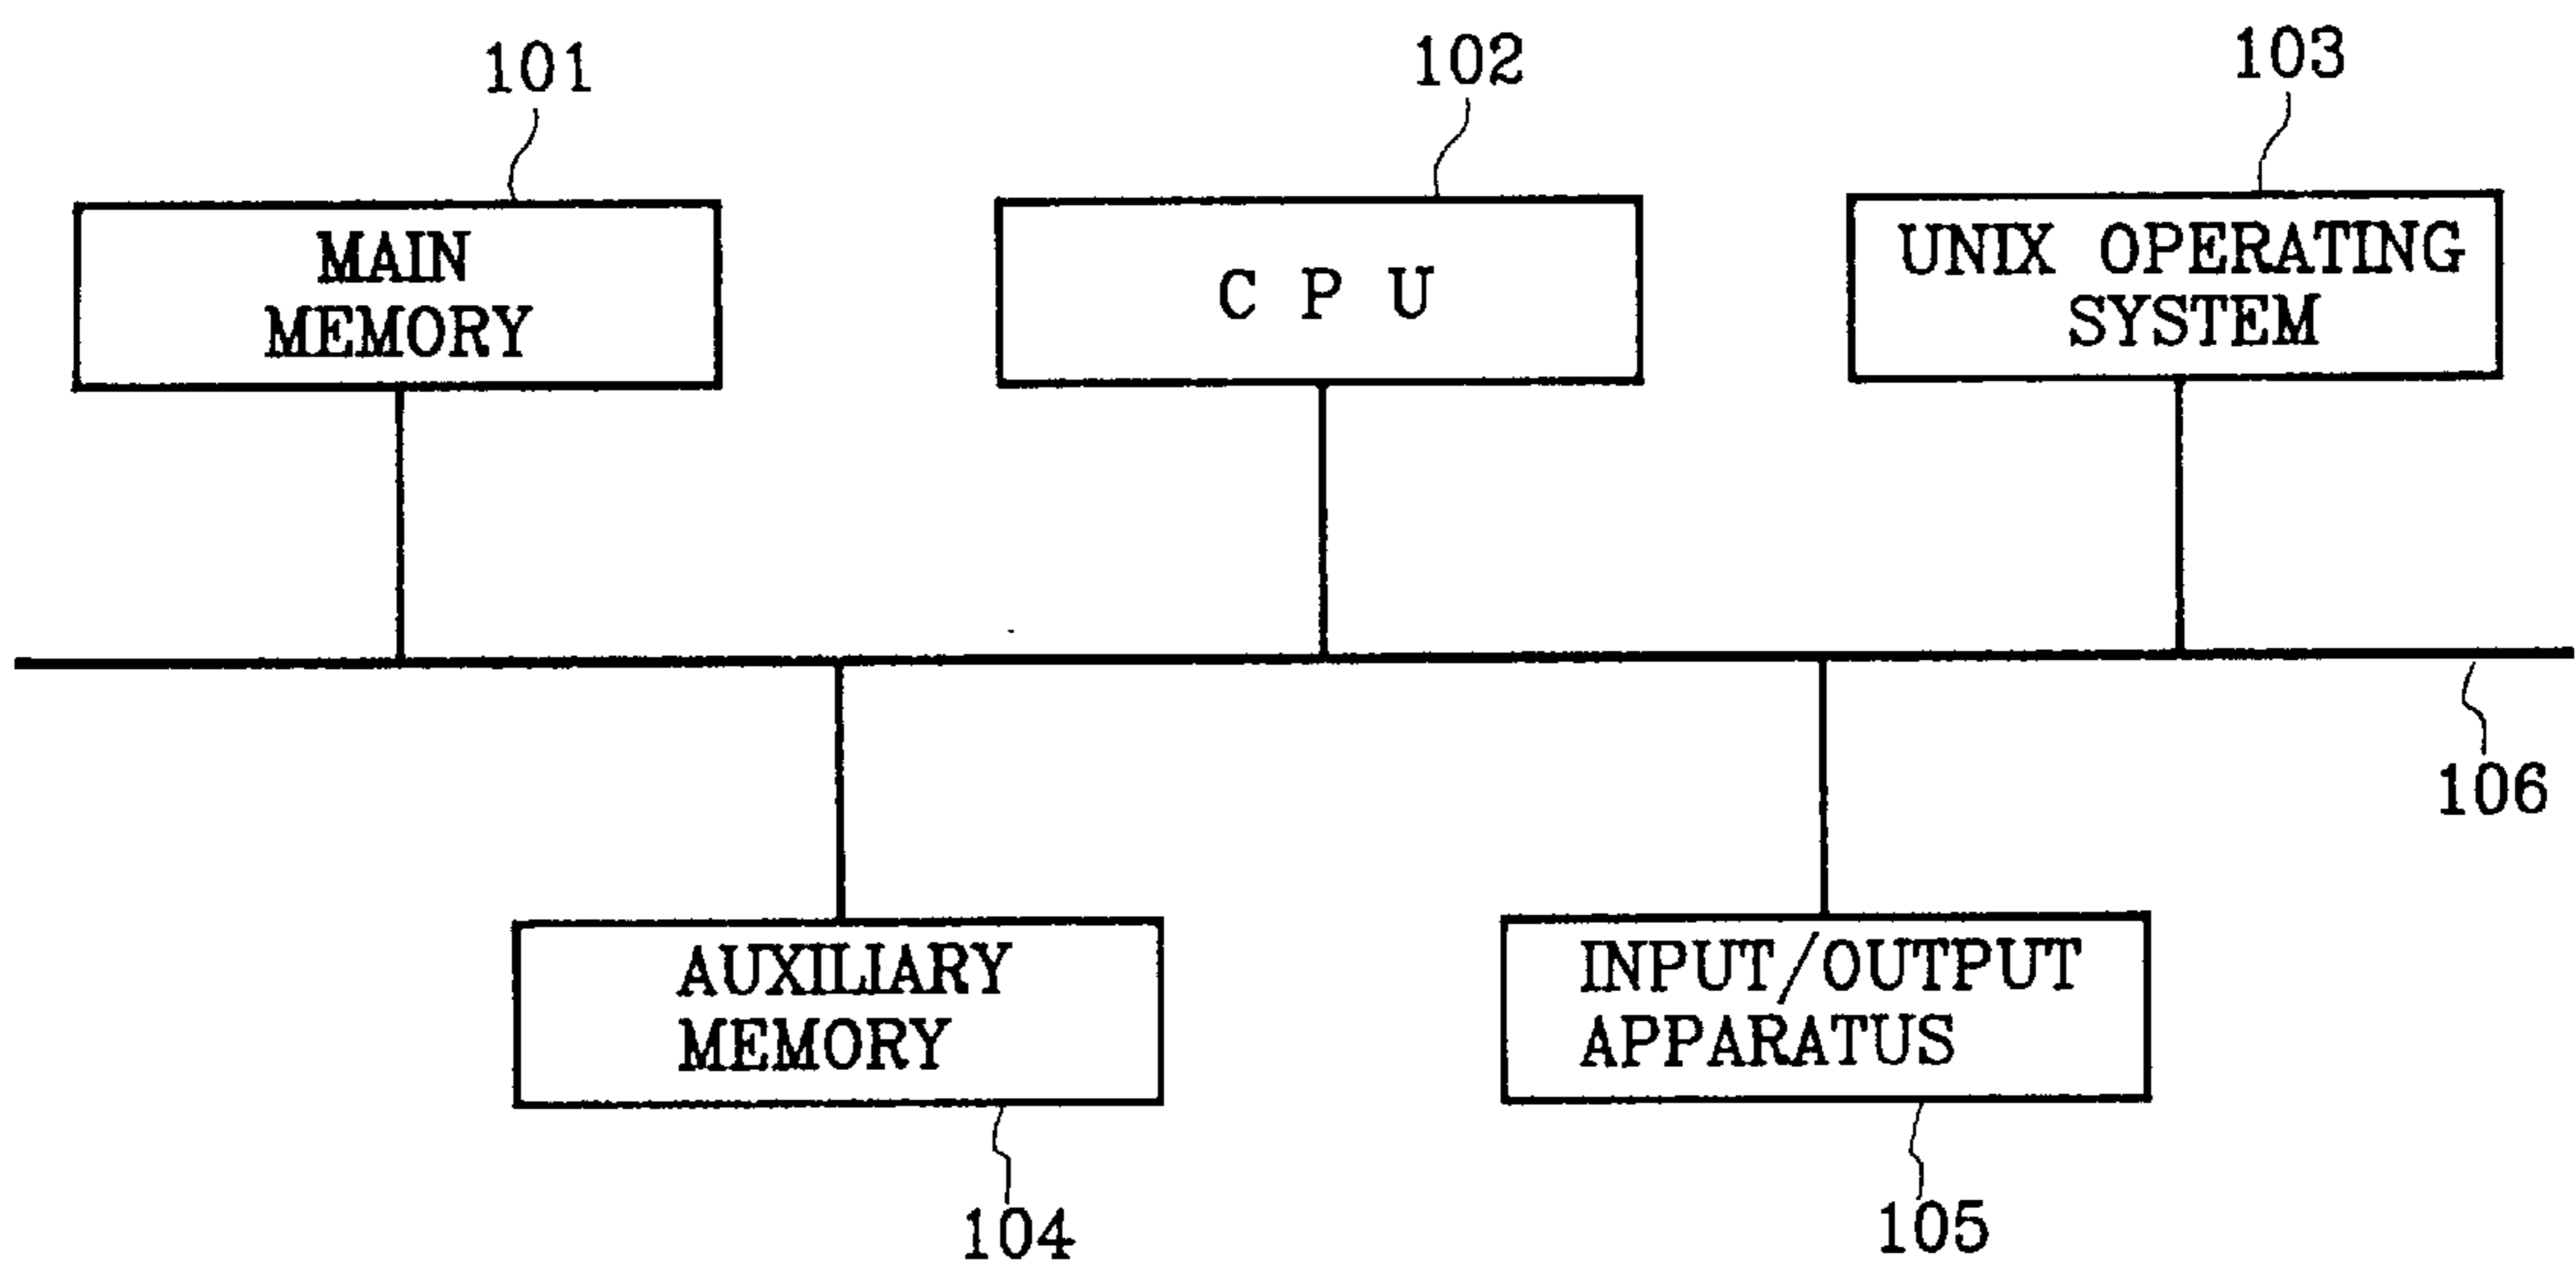 101
102
103
MAIN
MEMORY
C P U
UNIX OPERATING
SYSTEM
106
AUXILIARY
MEMORY
INPUT/OUTPUT
APPARATUS
104
105